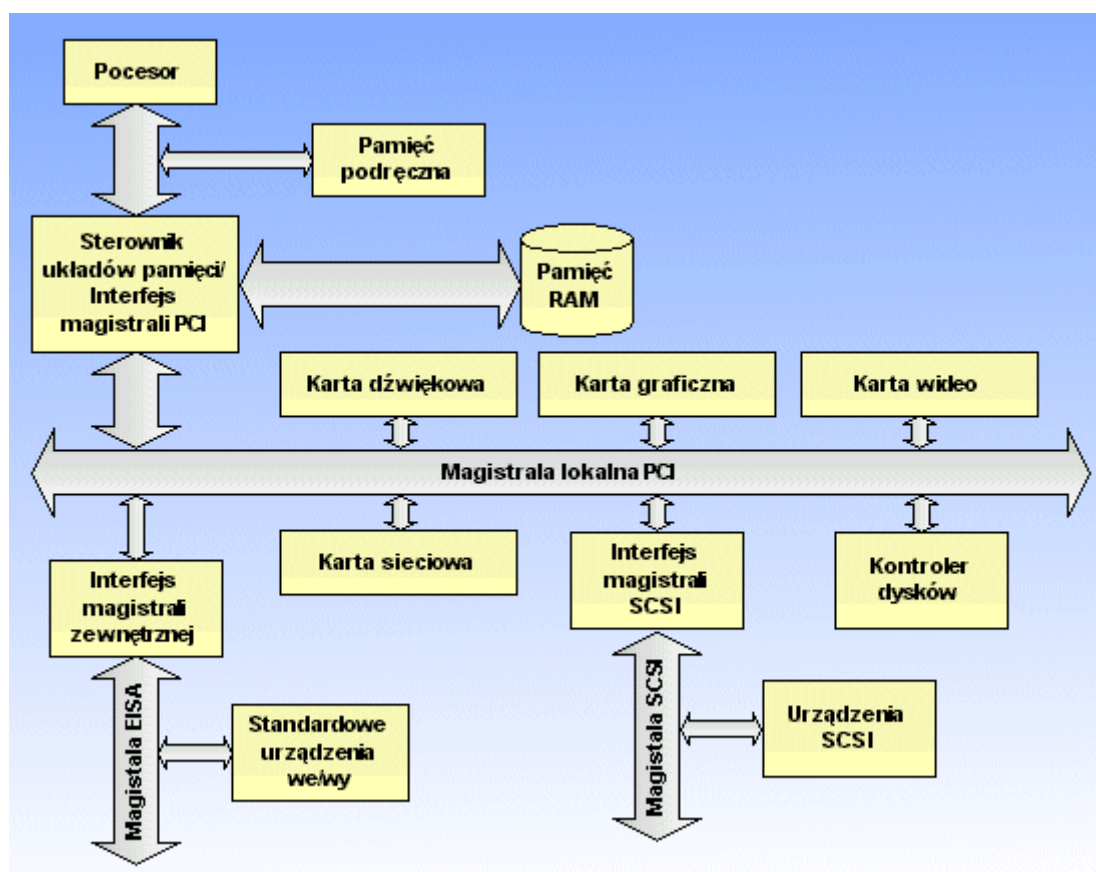 Pocesor
Pamięć
podręczna
Sterownik
układów pamięci/
Interfejs
magistrali PCI
Pamięć
RAM
Karta dźwiękowa
Karta graficzna
Karta wideo
Magistrala lokalna PCI
Karta sieciowa
Interfejs
magistrali
SCSI
Kontroler
dysków
Interfejs
magistrali
zewnętrznej
Magistala EISA
Standardowe
urządzenia
we/wy
Magistala SCSI
Urządzenia
SCSI